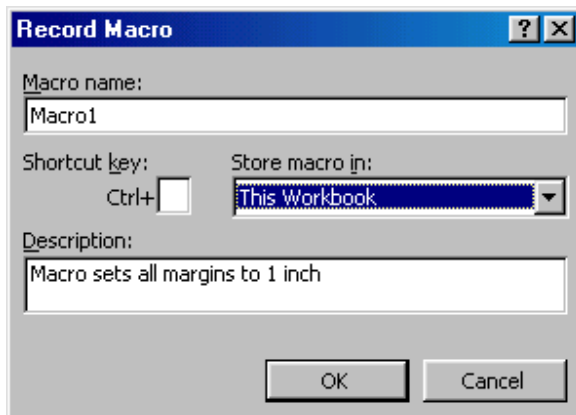 Record Macro
Macro name:
Macro1
Shortcut key: Store macro in:
Ctrl+ This Workbook
Description:
Macro sets all margins to 1 inch
OK Cancel